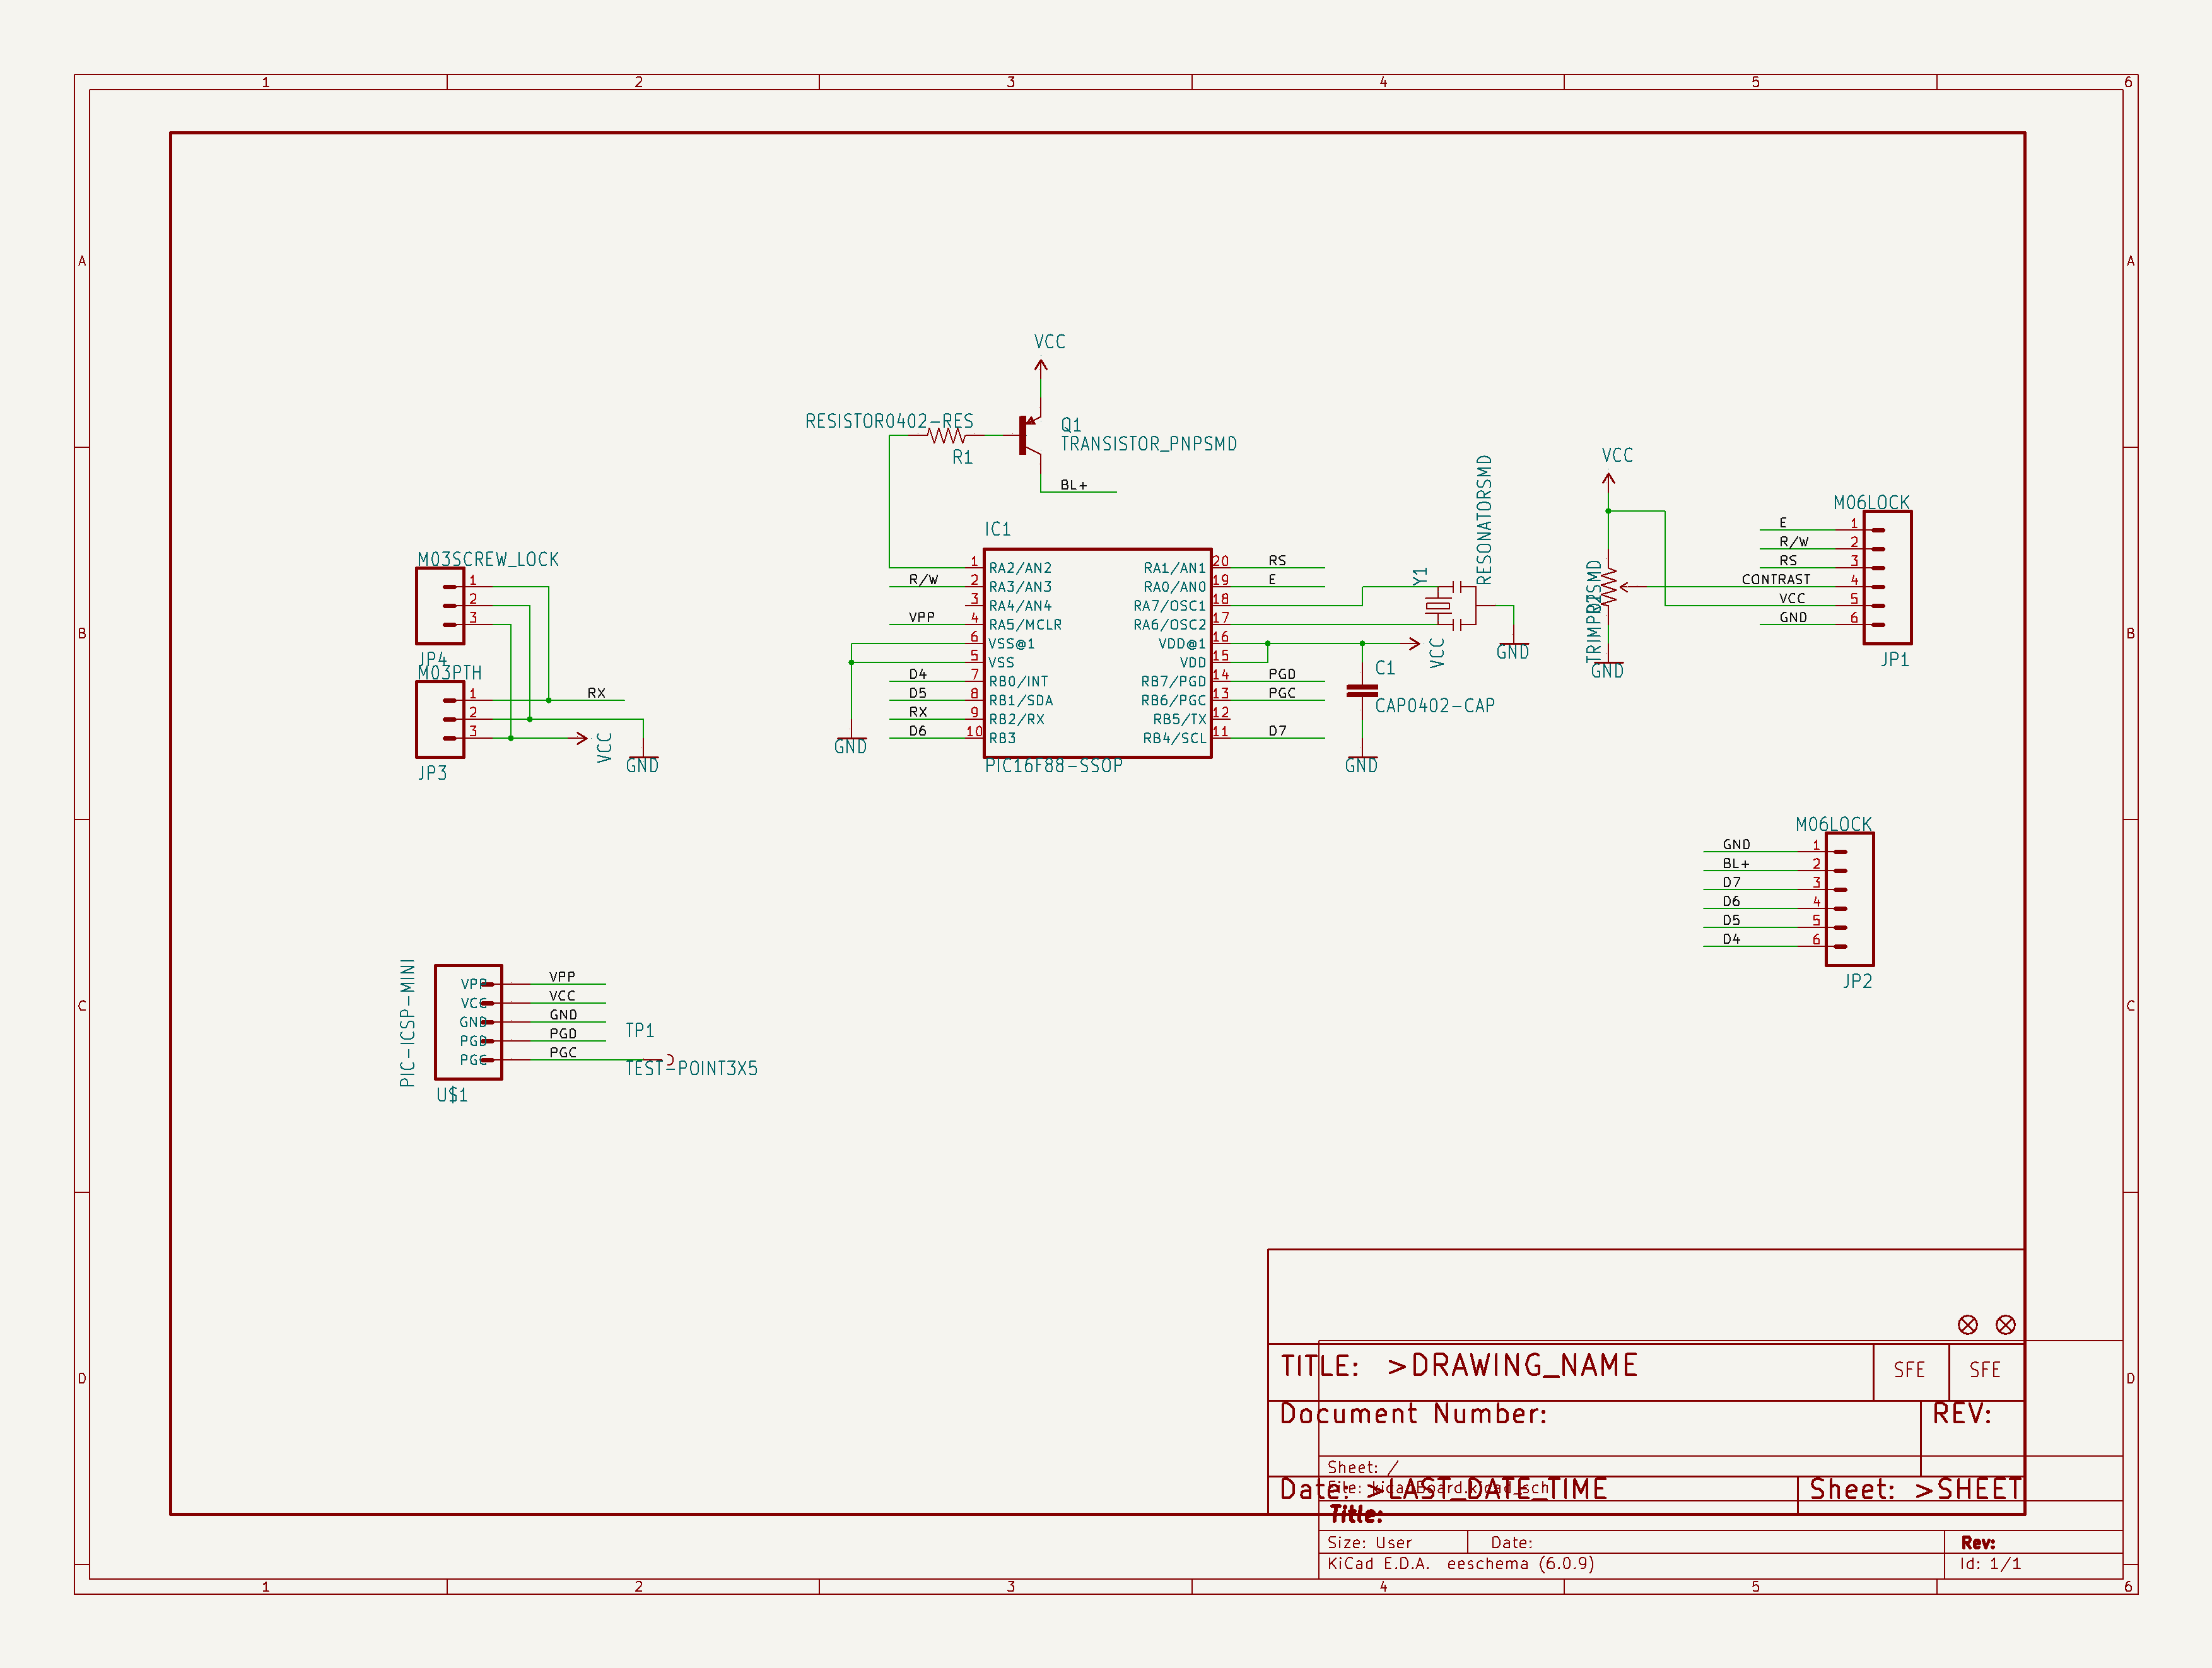 1 2 3 4 5 6
A A
B B
C C
D D
VCC
RESISTOR0402-RES
R1
Q1
TRANSISTOR_PNPSMD
BL+
IC1
1 RA2/AN2 RA1/AN1 20 RS
R/W 2 RA3/AN3 RA0/AN0 19 E
3 RA4/AN4 RA7/OSC1 18
VPP 4 RA5/MCLR RA6/OSC2 17
6 VSS@1 VDD@1 16
5 VSS VDD 15
D4 7 RB0/INT RB7/PGD 14 PGD
D5 8 RB1/SDA RB6/PGC 13 PGC
RX 9 RB2/RX RB5/TX 12
D6 10 RB3 RB4/SCL 11 D7
PIC16F88-SSOP
GND
Y1
RESONATORSMD
GND
VCC
C1
CAP0402-CAP
GND
VCC
TRIMPOTSMD
GND
M06LOCK
E 1
R/W 2
RS 3
CONTRAST 4
VCC 5
GND 6
JP1
M03SCREW_LOCK
1
2
3
JP4
M03PTH
1 RX
2
3
JP3
VCC
GND
M06LOCK
GND 1
BL+ 2
D7 3
D6 4
D5 5
D4 6
JP2
PIC-ICSP-MINI
VPP VPP
VCC VCC
GND GND
PGD PGD
PGC PGC
U$1
TP1
TEST-POINT3X5
TITLE: >DRAWING_NAME
SFE SFE
Document Number:
REV:
Date: >LAST_DATE_TIME
Sheet: >SHEET
Sheet: /
File: kicadBoard.kicad_sch
Title:
Size: User Date: Rev:
KiCad E.D.A. eeschema (6.0.9) Id: 1/1
1 2 3 4 5 6